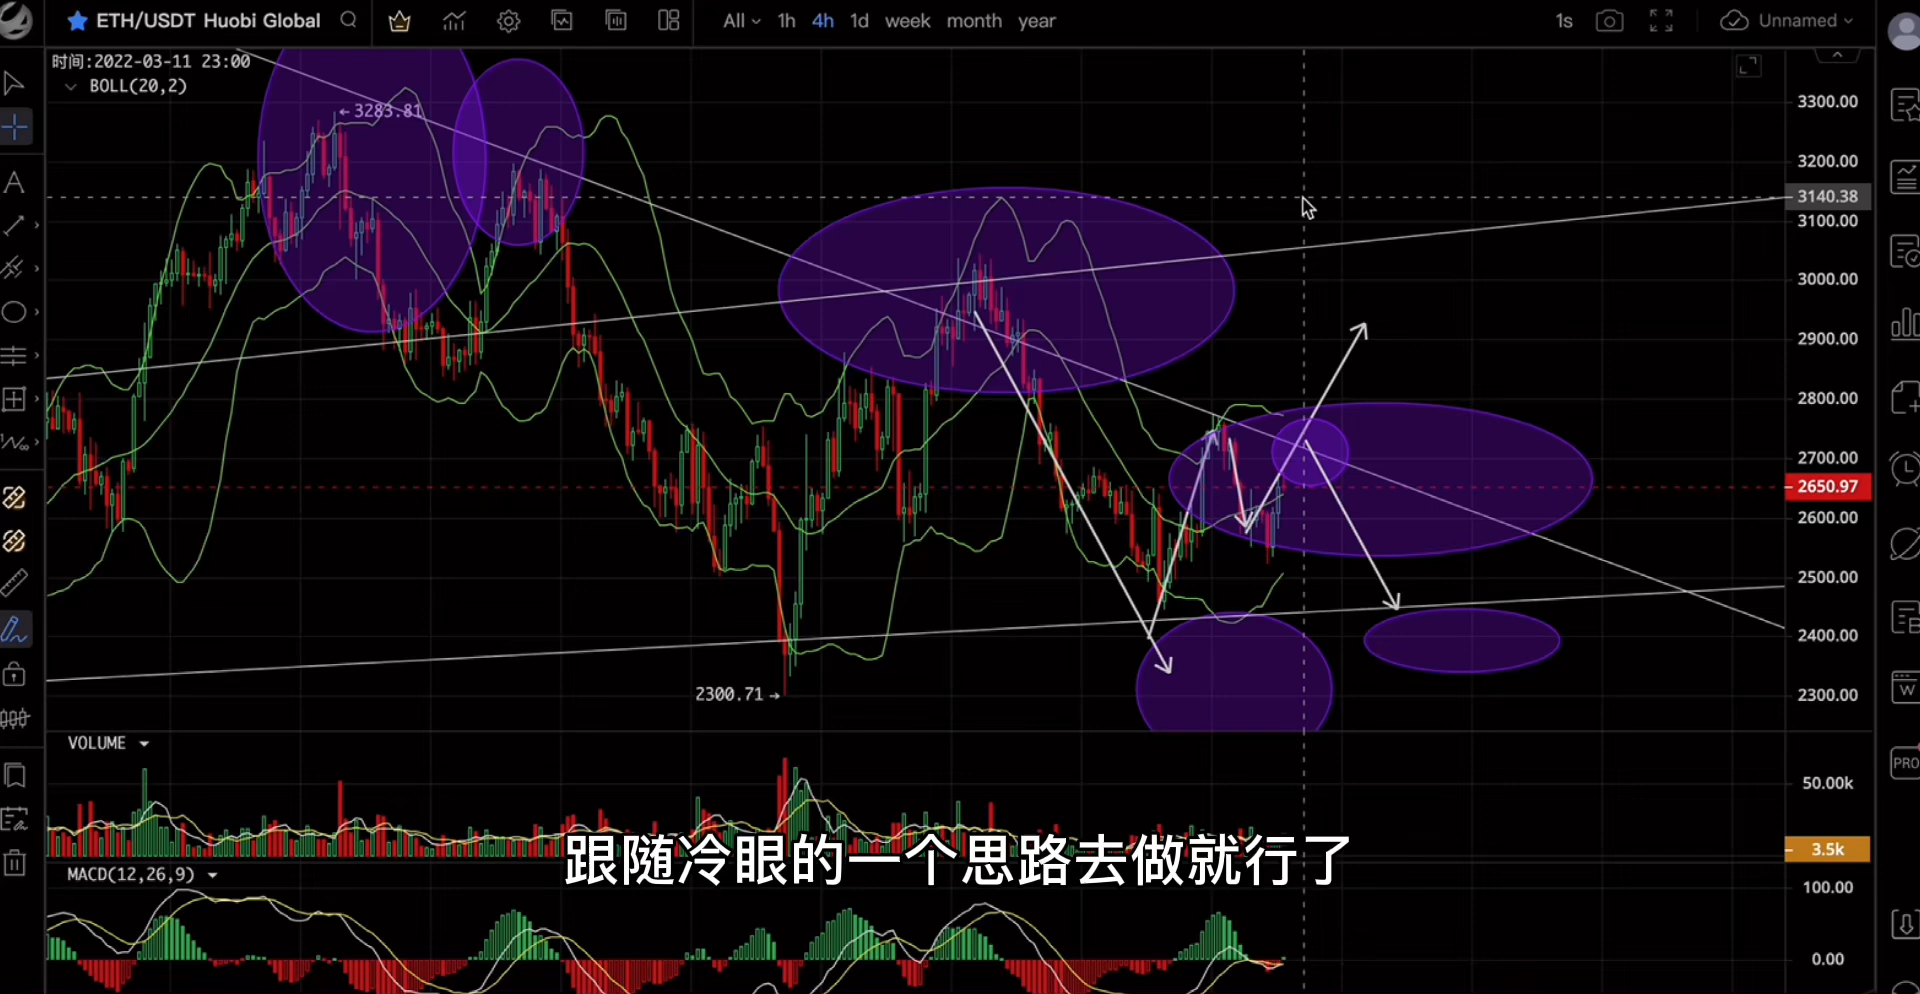 ETH/USDT Huobi Global
All 1h 4h 1d week month year
1s
Unnamed
时间:2022-03-11 23:00
BOLL(20,2)
←3283.81
2300.71→
3300.00
3200.00
3140.38
3100.00
3000.00
2900.00
2800.00
2700.00
2650.97
2600.00
2500.00
2400.00
2300.00
VOLUME
50.00k
3.5k
跟随冷眼的一个思路去做就行了
MACD(12,26,9)
100.00
0.00
A
B
W
PRO